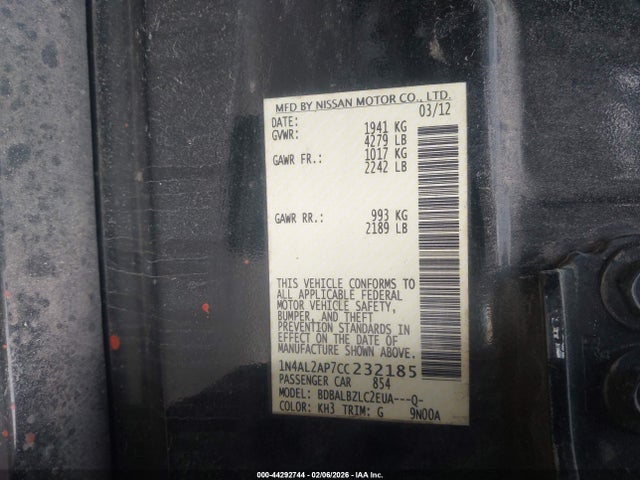 MFD BY NISSAN MOTOR CO., LTD.
DATE: 03/12
GVWR: 1941 KG
4279 LB
GAWR FR.: 1017 KG
2242 LB
GAWR RR.: 993 KG
2189 LB
THIS VEHICLE CONFORMS TO
ALL APPLICABLE FEDERAL
MOTOR VEHICLE SAFETY,
BUMPER, AND THEFT
PREVENTION STANDARDS IN
EFFECT ON THE DATE OF
MANUFACTURE SHOWN ABOVE.
1N4AL2AP7CC232185
PASSENGER CAR 854
MODEL: BDBALBZLC2EUA---Q-
COLOR: KH3 TRIM: G 9N00A
000-44292744 - 02/06/2026 - IAA Inc.